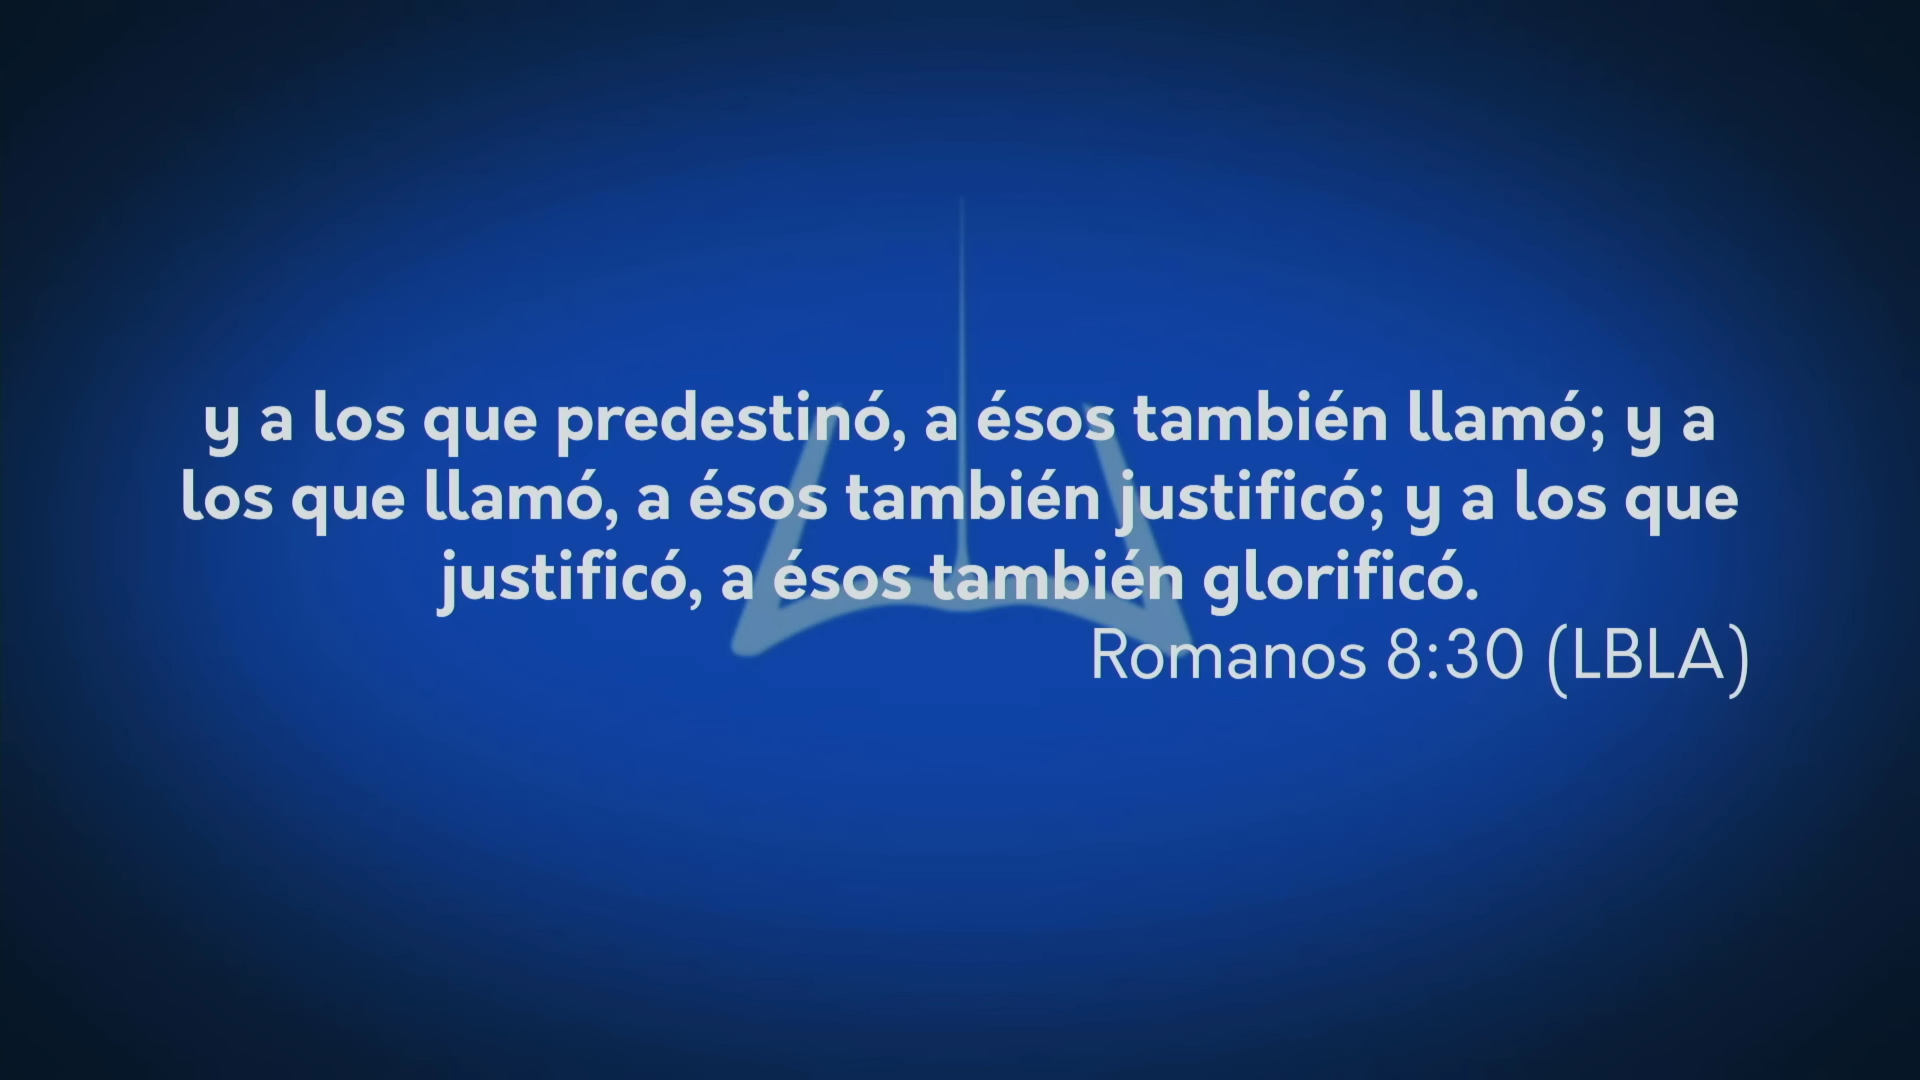 y a los que predestinó, a ésos también llamó; y a
los que llamó, a ésos también justificó; y a los que
justificó, a ésos también glorificó.
Romanos 8:30 (LBLA)